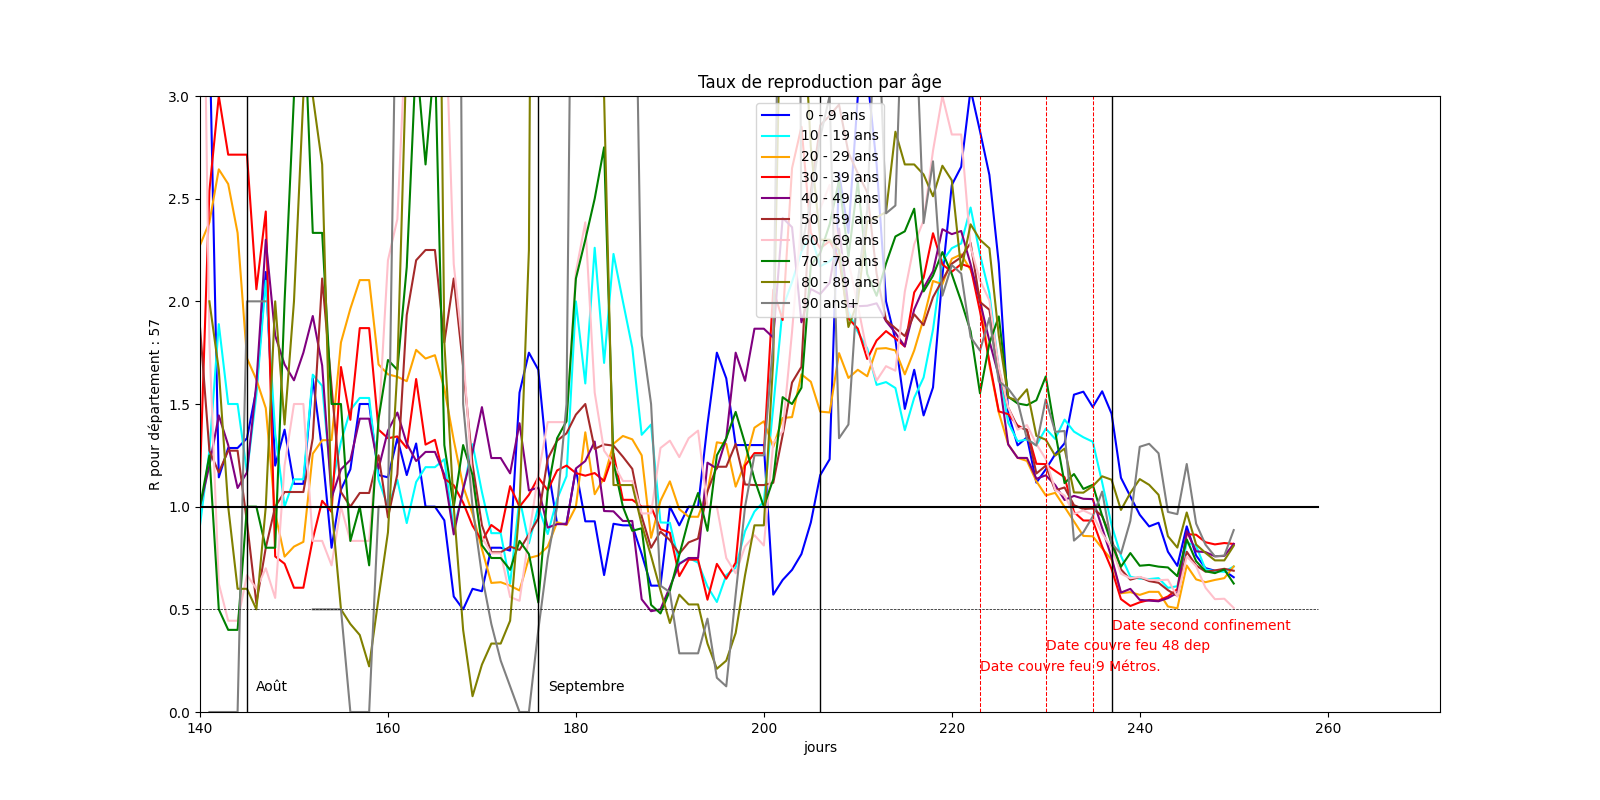 Taux de reproduction par âge
R pour département : 57
3.0
2.5
2.0
1.5
1.0
0.5
0.0
0 - 9 ans
10 - 19 ans
20 - 29 ans
30 - 39 ans
40 - 49 ans
50 - 59 ans
60 - 69 ans
70 - 79 ans
80 - 89 ans
90 ans+
Date second confinement
Date couvre feu 48 dep
Date couvre feu 9 Métros.
Août
Septembre
140
160
180
200
220
240
260
jours